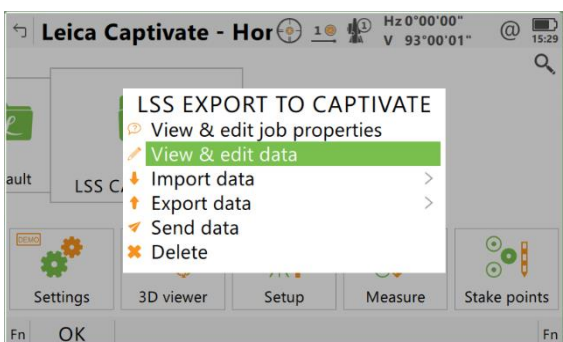 Leica Captivate - Hor
1
1
Hz 0°00'00"
V 93°00'01"
@
15:29
LSS EXPORT TO CAPTIVATE
View & edit job properties
View & edit data
Import data
Export data
Send data
Delete
ault
LSS C
DEMO
Settings
3D viewer
Setup
Measure
Stake points
Fn
OK
Fn